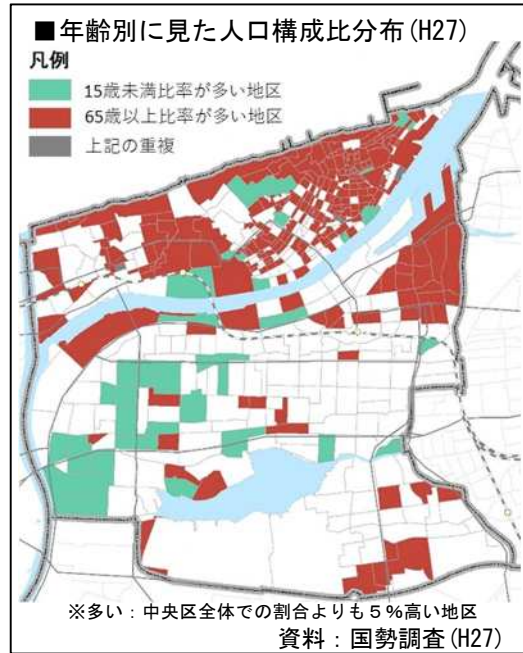 ■年齢別に見た人口構成比分布(H27)
凡例
15歳未満比率が多い地区
65歳以上比率が多い地区
上記の重複
※多い:中央区全体での割合よりも5%高い地区
資料:国勢調査(H27)